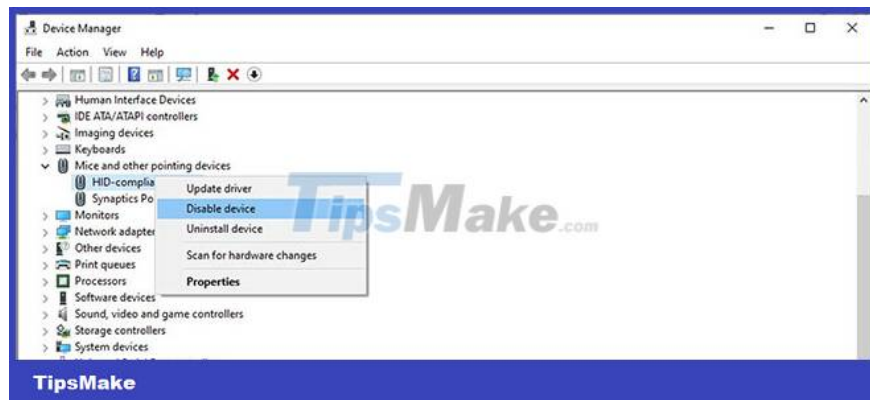 Device Manager
File Action View Help
Human Interface Devices
IDE ATA/ATAPI controllers
Imaging devices
Keyboards
Mice and other pointing devices
HID-complia
Synaptics Po
Monitors
Network adapter
Other devices
Print queues
Processors
Software devices
Sound, video and game controllers
Storage controllers
System devices
Update driver
Disable device
Uninstall device
Scan for hardware changes
Properties
TipsMake.com
TipsMake